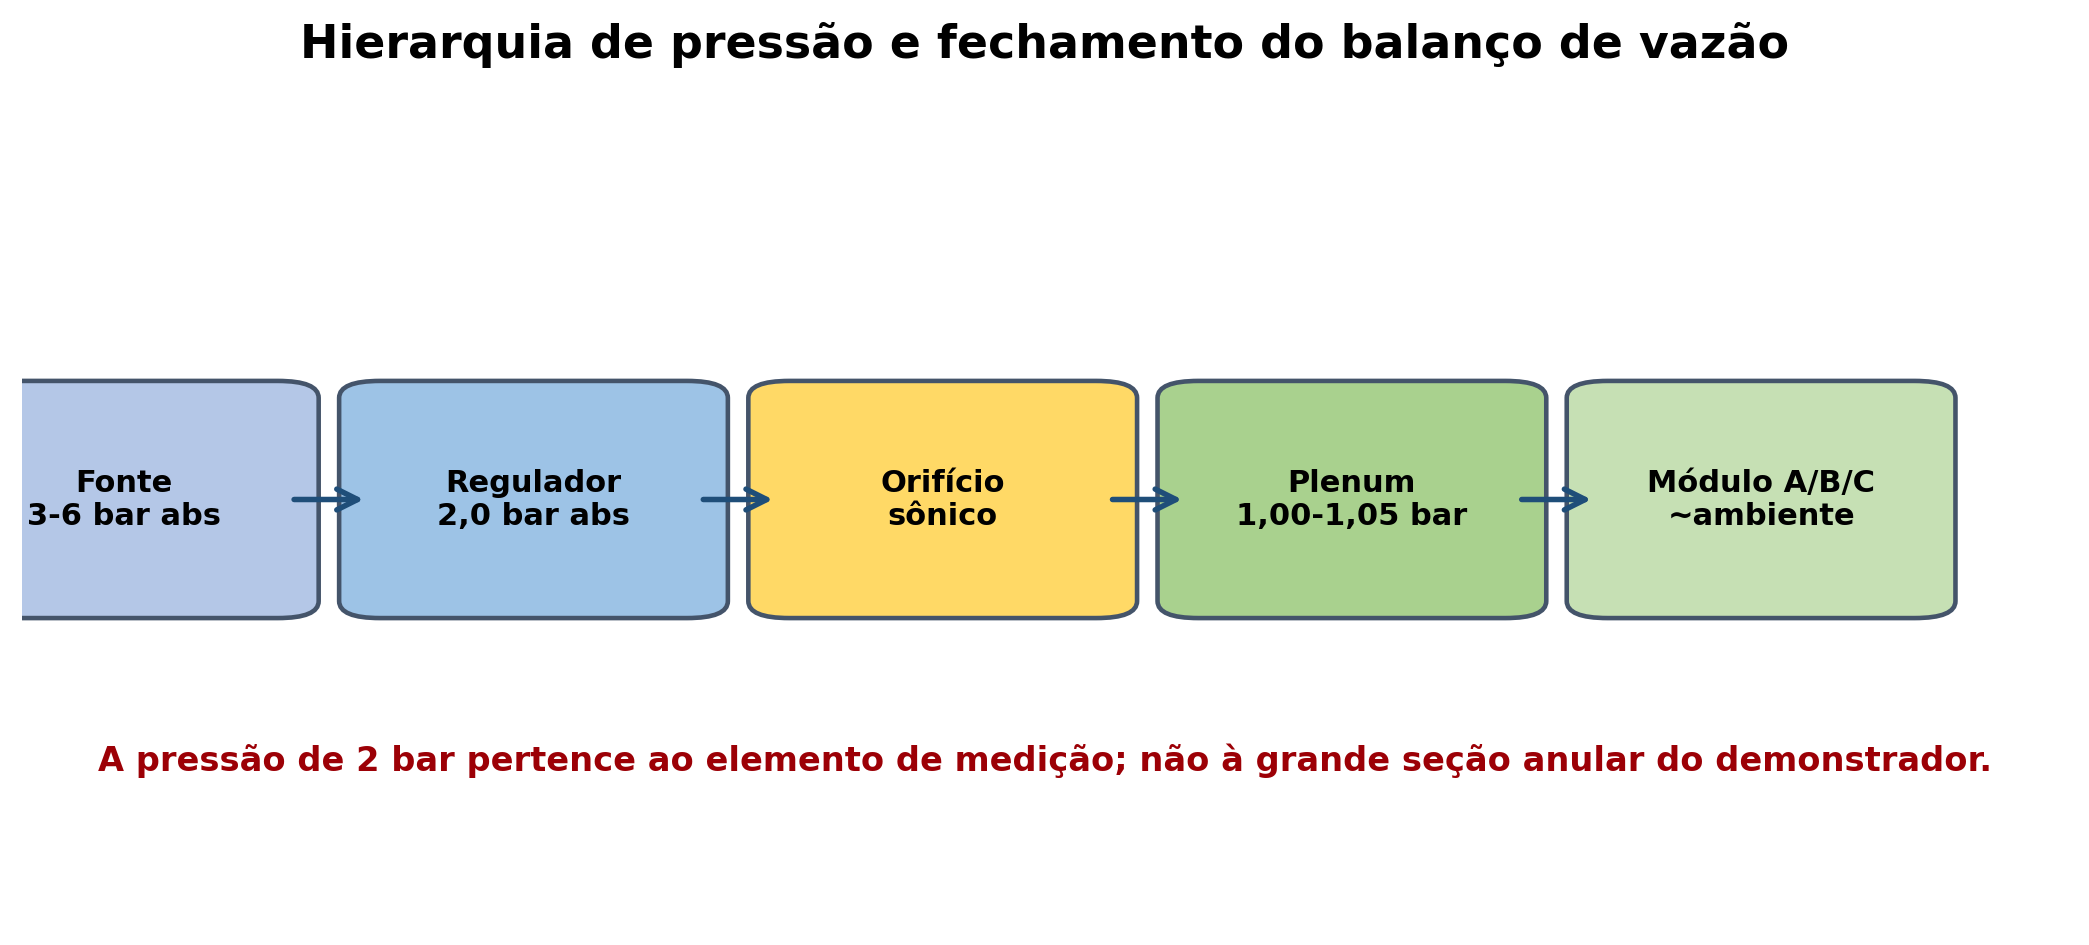 Hierarquia de pressão e fechamento do balanço de vazão
Fonte
3-6 bar abs
Regulador
2,0 bar abs
Orifício
sônico
Plenum
1,00-1,05 bar
Módulo A/B/C
~ambiente
A pressão de 2 bar pertence ao elemento de medição; não à grande seção anular do demonstrador.